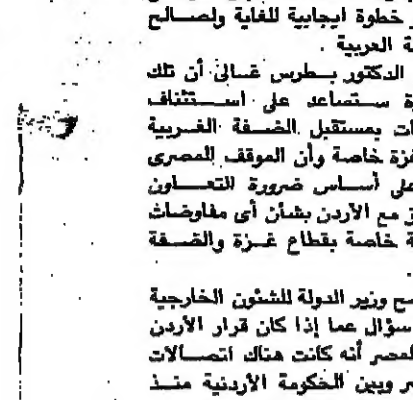 خطوة ايجابية للغاية ولصالح
ة العربية .
الدكتور بطرس غالى أن تلك
ة ستساعد على استئناف
ات بمستقبل الضفة الغربية
غزة خاصة وأن الموقف المصرى
على أساس ضرورة التعاون
ق مع الأردن بشأن أى مفاوضات
ة خاصة بقطاع غزة والضفة
ضح وزير الدولة للشئون الخارجية
سؤال عما إذا كان قرار الأردن
لمصر أنه كانت هناك اتصالات
ر وبين الحكومة الأردنية منذ